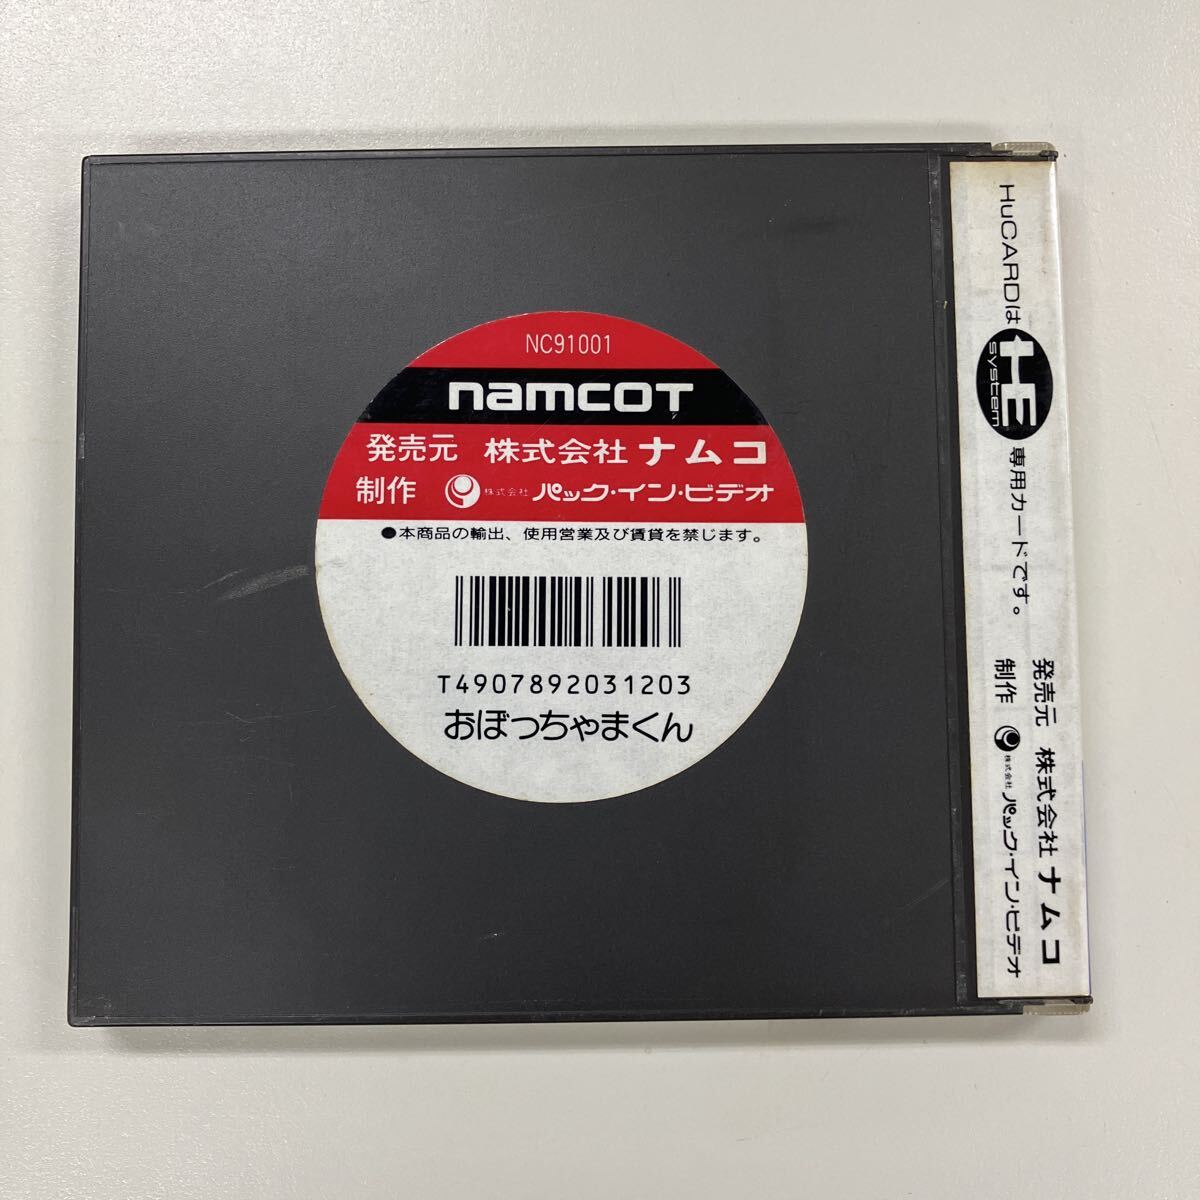 NC91001
namcot
発売元 株式会社 ナムコ
制作 株式会社 パック・イン・ビデオ
●本商品の輸出、使用営業及び賃貸を禁じます。
T4907892031203
おぼっちゃまくん
HuCARDは HE system 専用カードです。
発売元 株式会社 ナムコ
制作 株式会社 パック・イン・ビデオ